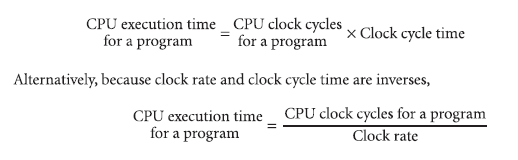 CPU execution time for a program = CPU clock cycles for a program × Clock cycle time
Alternatively, because clock rate and clock cycle time are inverses,
CPU execution time for a program = CPU clock cycles for a program / Clock rate